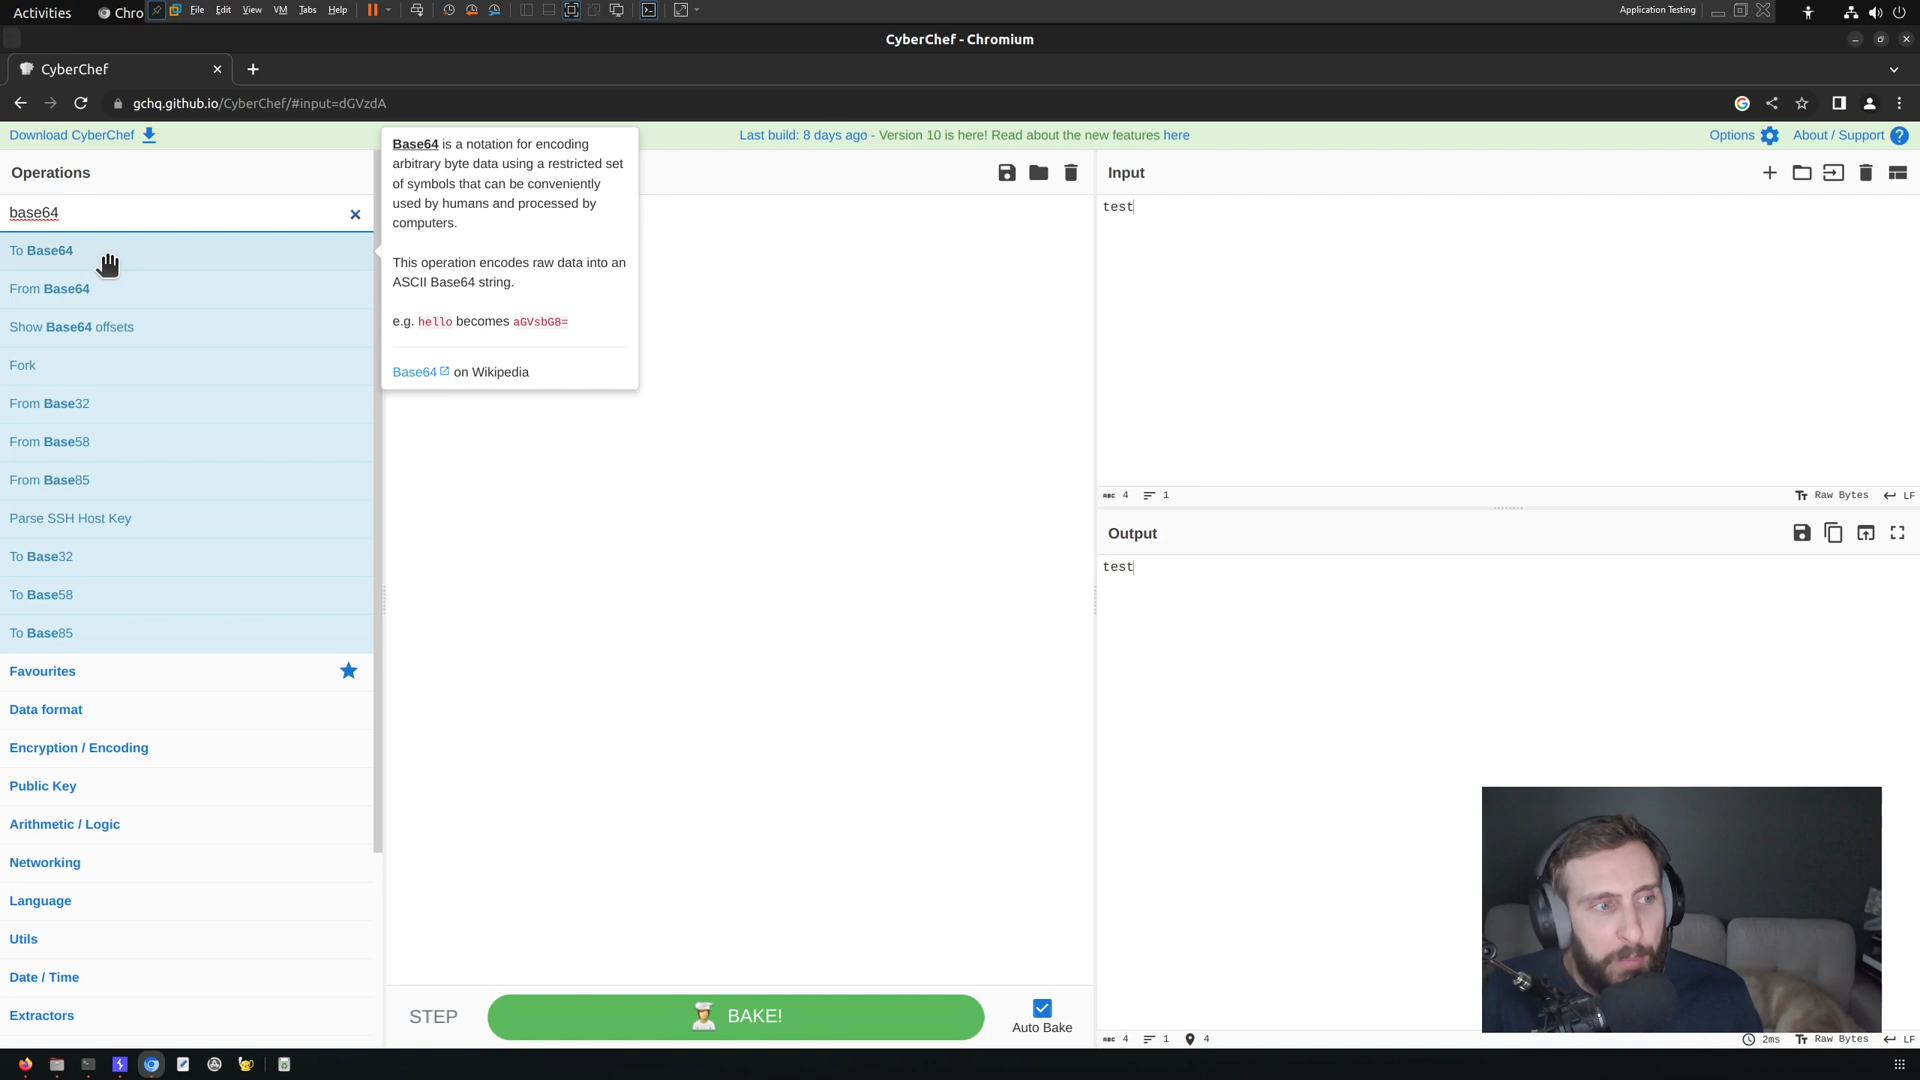 Activities
Chro
File Edit View VM Tabs Help
Application Testing
CyberChef - Chromium
CyberChef
gchq.github.io/CyberChef/#input=dGVzdA
Download CyberChef
Last build: 8 days ago - Version 10 is here! Read about the new features here
Options
About / Support
Operations
base64
To Base64
From Base64
Show Base64 offsets
Fork
From Base32
From Base58
From Base85
Parse SSH Host Key
To Base32
To Base58
To Base85
Favourites
Data format
Encryption / Encoding
Public Key
Arithmetic / Logic
Networking
Language
Utils
Date / Time
Extractors
Base64 is a notation for encoding
arbitrary byte data using a restricted set
of symbols that can be conveniently
used by humans and processed by
computers.
This operation encodes raw data into an
ASCII Base64 string.
e.g. hello becomes aGVsbG8=
Base64 on Wikipedia
STEP
BAKE!
Auto Bake
Input
test
ABC 4 1
Tr Raw Bytes LF
Output
test
ABC 4 1 4
2ms Tr Raw Bytes LF